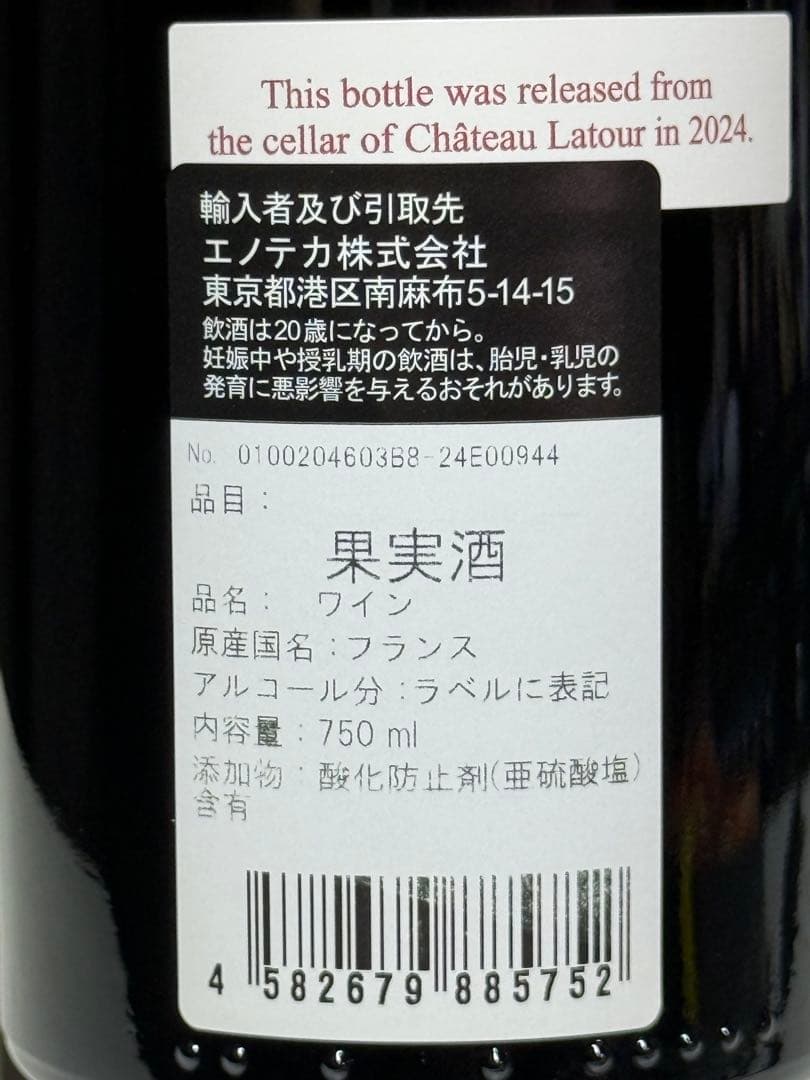 This bottle was released from
the cellar of Château Latour in 2024.
輸入者及び引取先
エノテカ株式会社
東京都港区南麻布5-14-15
飲酒は20歳になってから。
妊娠中や授乳期の飲酒は、胎児・乳児の
発育に悪影響を与えるおそれがあります。
No. 0100204603B8-24E00944
品目：
果実酒
品名： ワイン
原産国名：フランス
アルコール分：ラベルに表記
内容量：750 ml
添加物：酸化防止剤(亜硫酸塩)
含有
4 582679 885752